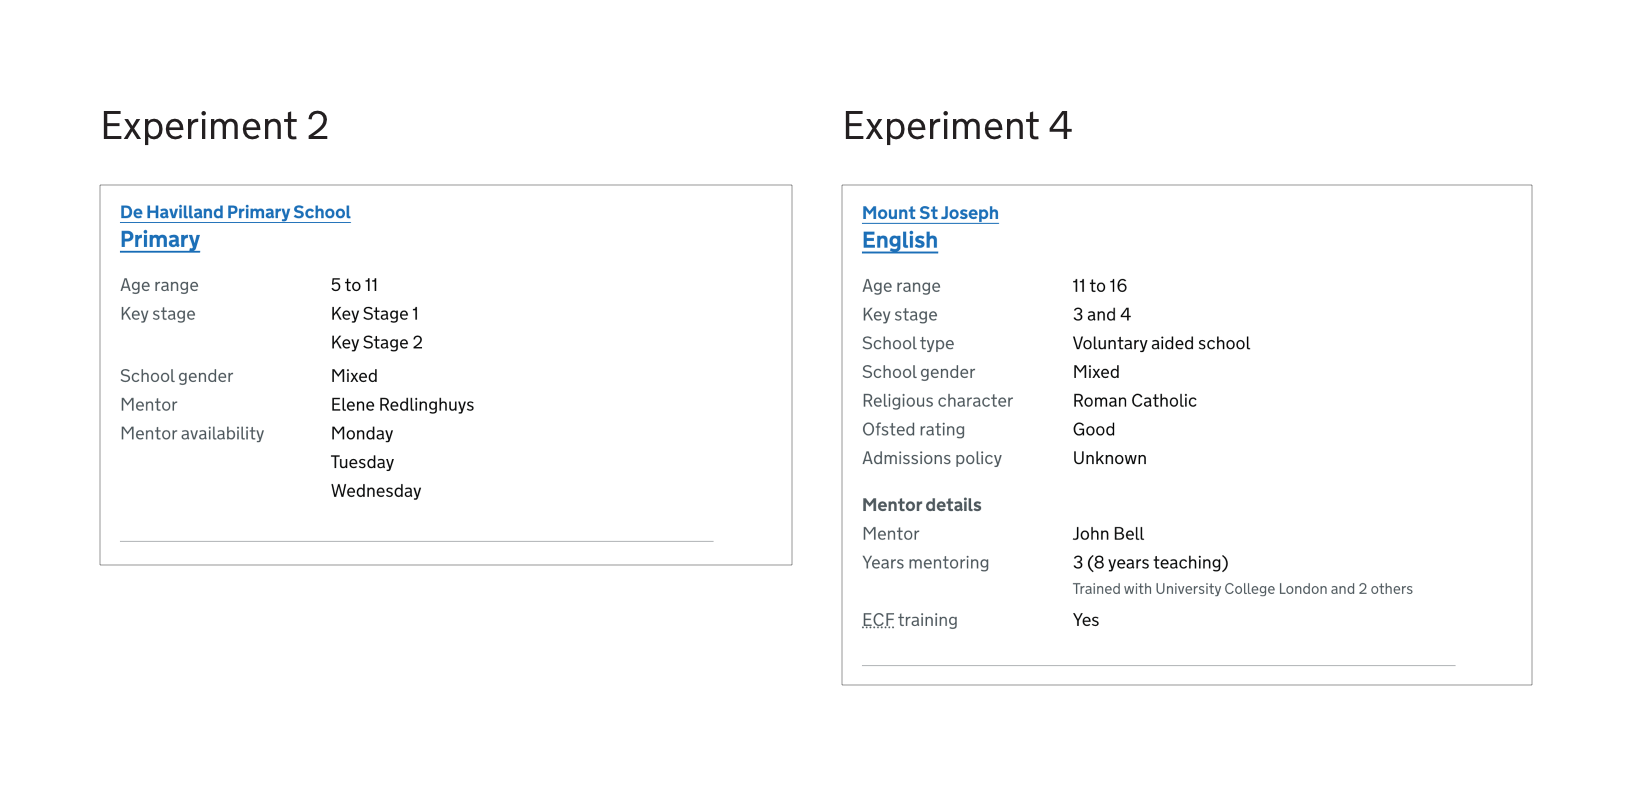 Experiment 2
De Havilland Primary School
Primary
Age range 5 to 11
Key stage Key Stage 1
Key Stage 2
School gender Mixed
Mentor Elene Redlinghuys
Mentor availability Monday
Tuesday
Wednesday
Experiment 4
Mount St Joseph
English
Age range 11 to 16
Key stage 3 and 4
School type Voluntary aided school
School gender Mixed
Religious character Roman Catholic
Ofsted rating Good
Admissions policy Unknown
Mentor details
Mentor John Bell
Years mentoring 3 (8 years teaching)
Trained with University College London and 2 others
ECF training Yes